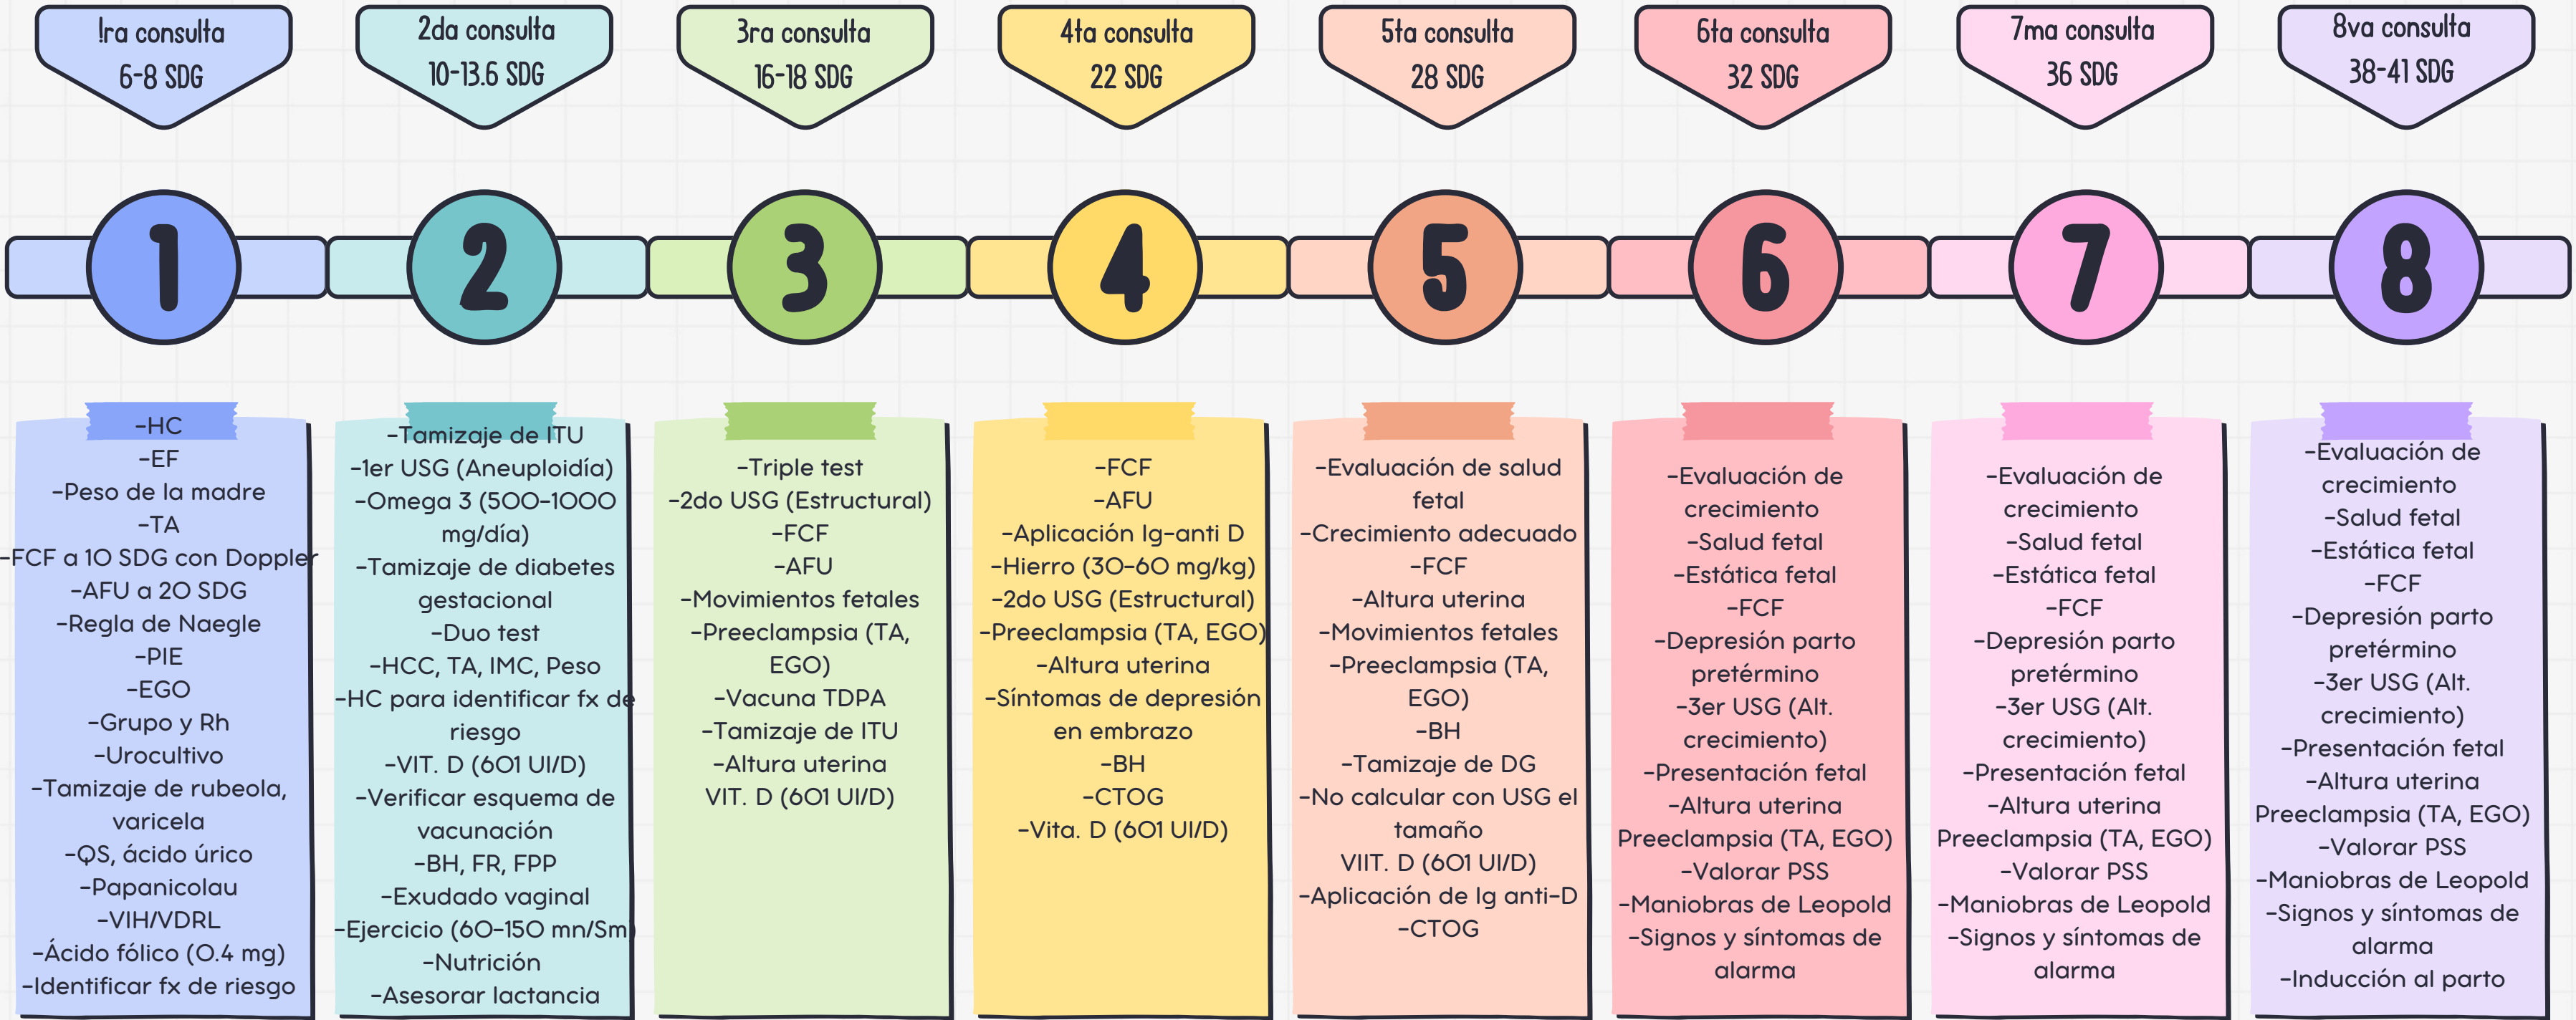 !ra consulta
6-8 SDG
2da consulta
10-13.6 SDG
3ra consulta
16-18 SDG
4ta consulta
22 SDG
5ta consulta
28 SDG
6ta consulta
32 SDG
7ma consulta
36 SDG
8va consulta
38-41 SDG
1
2
3
4
5
6
7
8
-HC
-EF
-Peso de la madre
-TA
-FCF a 10 SDG con Doppler
-AFU a 20 SDG
-Regla de Naegle
-PIE
-EGO
-Grupo y Rh
-Urocultivo
-Tamizaje de rubeola,
varicela
-QS, ácido úrico
-Papanicolau
-VIH/VDRL
-Ácido fólico (0.4 mg)
-Identificar fx de riesgo
-Tamizaje de ITU
-1er USG (Aneuploidía)
-Omega 3 (500-1000
mg/día)
-Tamizaje de diabetes
gestacional
-Duo test
-HCC, TA, IMC, Peso
-HC para identificar fx de
riesgo
-VIT. D (601 UI/D)
-Verificar esquema de
vacunación
-BH, FR, FPP
-Exudado vaginal
-Ejercicio (60-150 mn/Sm)
-Nutrición
-Asesorar lactancia
-Triple test
-2do USG (Estructural)
-FCF
-AFU
-Movimientos fetales
-Preeclampsia (TA,
EGO)
-Vacuna TDPA
-Tamizaje de ITU
-Altura uterina
VIT. D (601 UI/D)
-FCF
-AFU
-Aplicación Ig-anti D
-Hierro (30-60 mg/kg)
-2do USG (Estructural)
-Preeclampsia (TA, EGO)
-Altura uterina
-Síntomas de depresión
en embrazo
-BH
-CTOG
-Vita. D (601 UI/D)
-Evaluación de salud
fetal
-Crecimiento adecuado
-FCF
-Altura uterina
-Movimientos fetales
-Preeclampsia (TA,
EGO)
-BH
-Tamizaje de DG
-No calcular con USG el
tamaño
VIIT. D (601 UI/D)
-Aplicación de Ig anti-D
-CTOG
-Evaluación de
crecimiento
-Salud fetal
-Estática fetal
-FCF
-Depresión parto
pretérmino
-3er USG (Alt.
crecimiento)
-Presentación fetal
-Altura uterina
Preeclampsia (TA, EGO)
-Valorar PSS
-Maniobras de Leopold
-Signos y síntomas de
alarma
-Evaluación de
crecimiento
-Salud fetal
-Estática fetal
-FCF
-Depresión parto
pretérmino
-3er USG (Alt.
crecimiento)
-Presentación fetal
-Altura uterina
Preeclampsia (TA, EGO)
-Valorar PSS
-Maniobras de Leopold
-Signos y síntomas de
alarma
-Evaluación de
crecimiento
-Salud fetal
-Estática fetal
-FCF
-Depresión parto
pretérmino
-3er USG (Alt.
crecimiento)
-Presentación fetal
-Altura uterina
Preeclampsia (TA, EGO)
-Valorar PSS
-Maniobras de Leopold
-Signos y síntomas de
alarma
-Inducción al parto